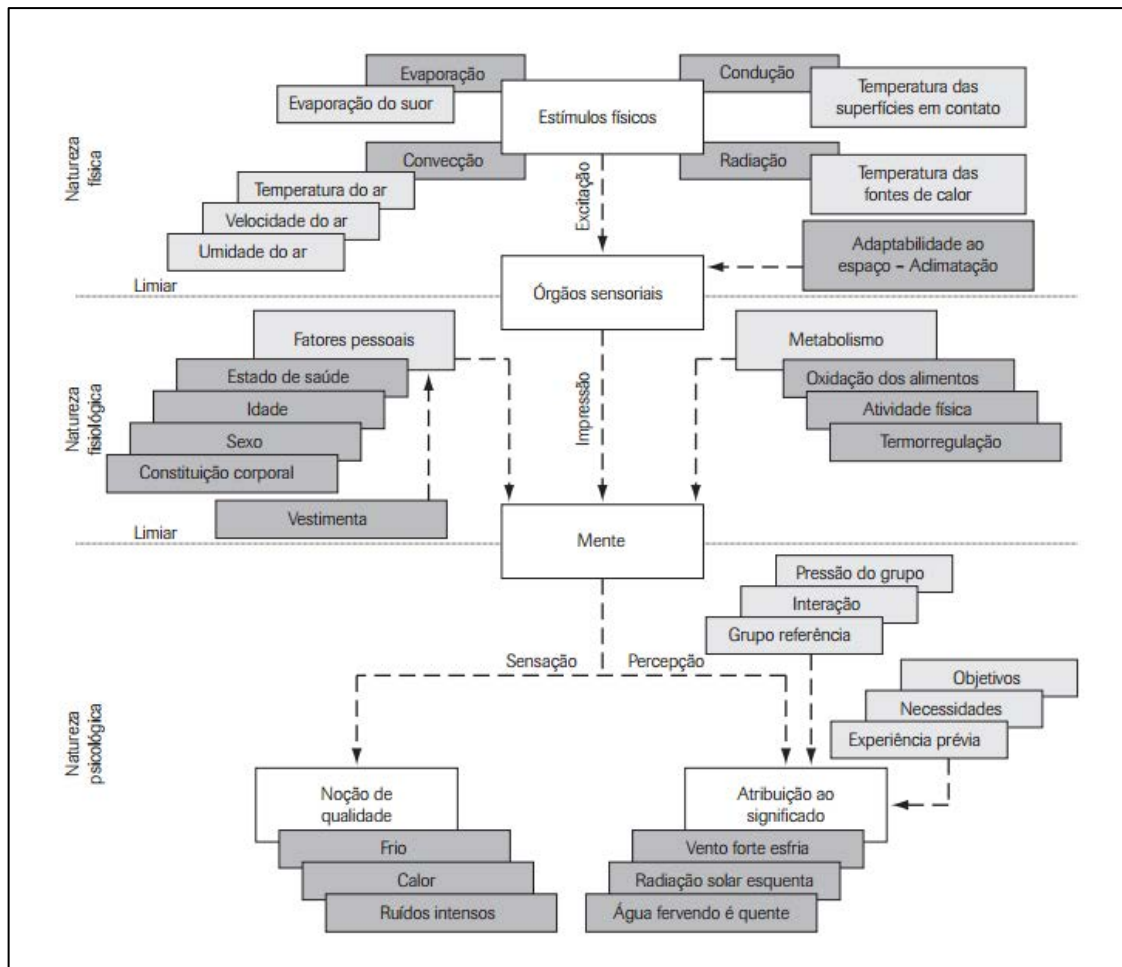 Evaporação
Evaporação do suor
Condução
Temperatura das
superfícies em contato
Estímulos físicos
Convecção
Radiação
Temperatura do ar
Velocidade do ar
Umidade do ar
Temperatura das
fontes de calor
Natureza
física
Excitação
Adaptabilidade ao
espaço – Aclimatação
Limiar
Órgãos sensoriais
Fatores pessoais
Estado de saúde
Idade
Sexo
Constituição corporal
Vestimenta
Natureza
fisiológica
Impressão
Metabolismo
Oxidação dos alimentos
Atividade física
Termorregulação
Limiar
Mente
Pressão do grupo
Interação
Grupo referência
Sensação
Percepção
Objetivos
Necessidades
Experiência prévia
Natureza
psicológica
Noção de
qualidade
Frio
Calor
Ruídos intensos
Atribuição ao
significado
Vento forte esfria
Radiação solar esquenta
Água fervendo é quente